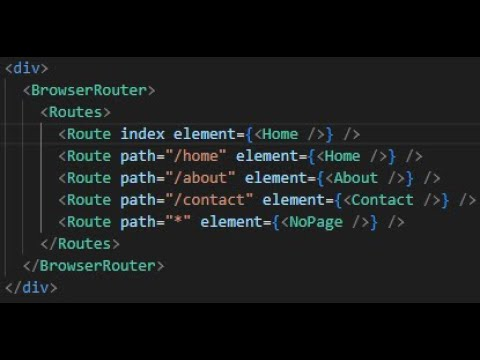 <div>
<BrowserRouter>
<Routes>
<Route index element={<Home />} />
<Route path="/home" element={<Home />} />
<Route path="/about" element={<About />} />
<Route path="/contact" element={<Contact />} />
<Route path="*" element={<NoPage />} />
</Routes>
</BrowserRouter>
</div>